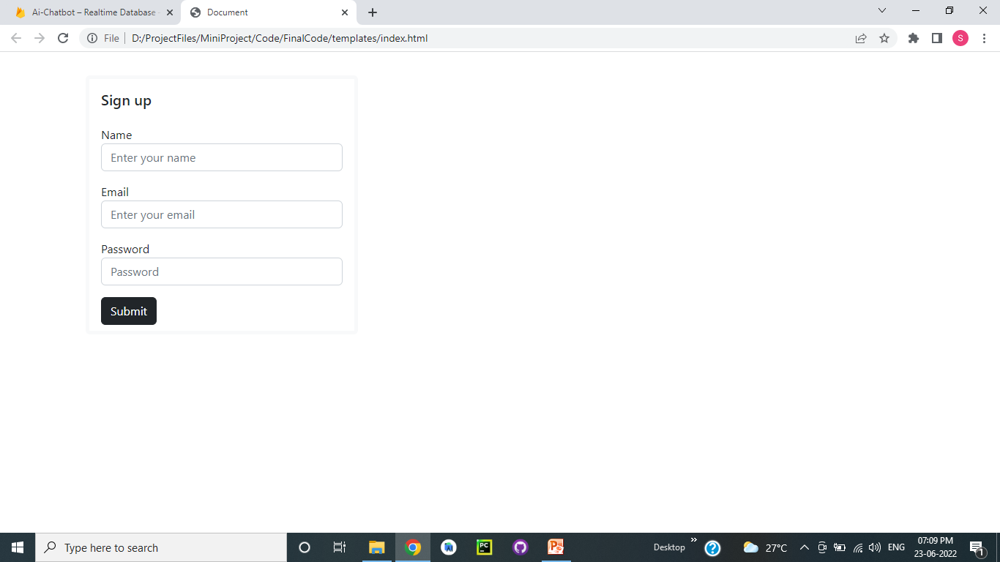 Ai-Chatbot – Realtime Database
Document
File
D:/ProjectFiles/MiniProject/Code/FinalCode/templates/index.html
S
Sign up
Name
Enter your name
Email
Enter your email
Password
Password
Submit
Type here to search
PC
Desktop
27°C
ENG
07:09 PM
23-06-2022
1